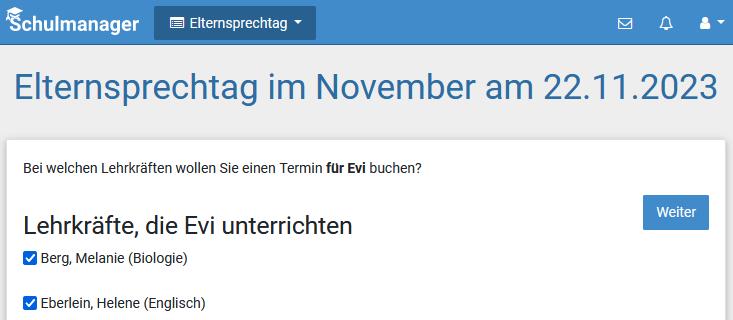 Schulmanager
Elternsprechtag
Elternsprechtag im November am 22.11.2023
Bei welchen Lehrkräften wollen Sie einen Termin für Evi buchen?
Weiter
Lehrkräfte, die Evi unterrichten
Berg, Melanie (Biologie)
Eberlein, Helene (Englisch)